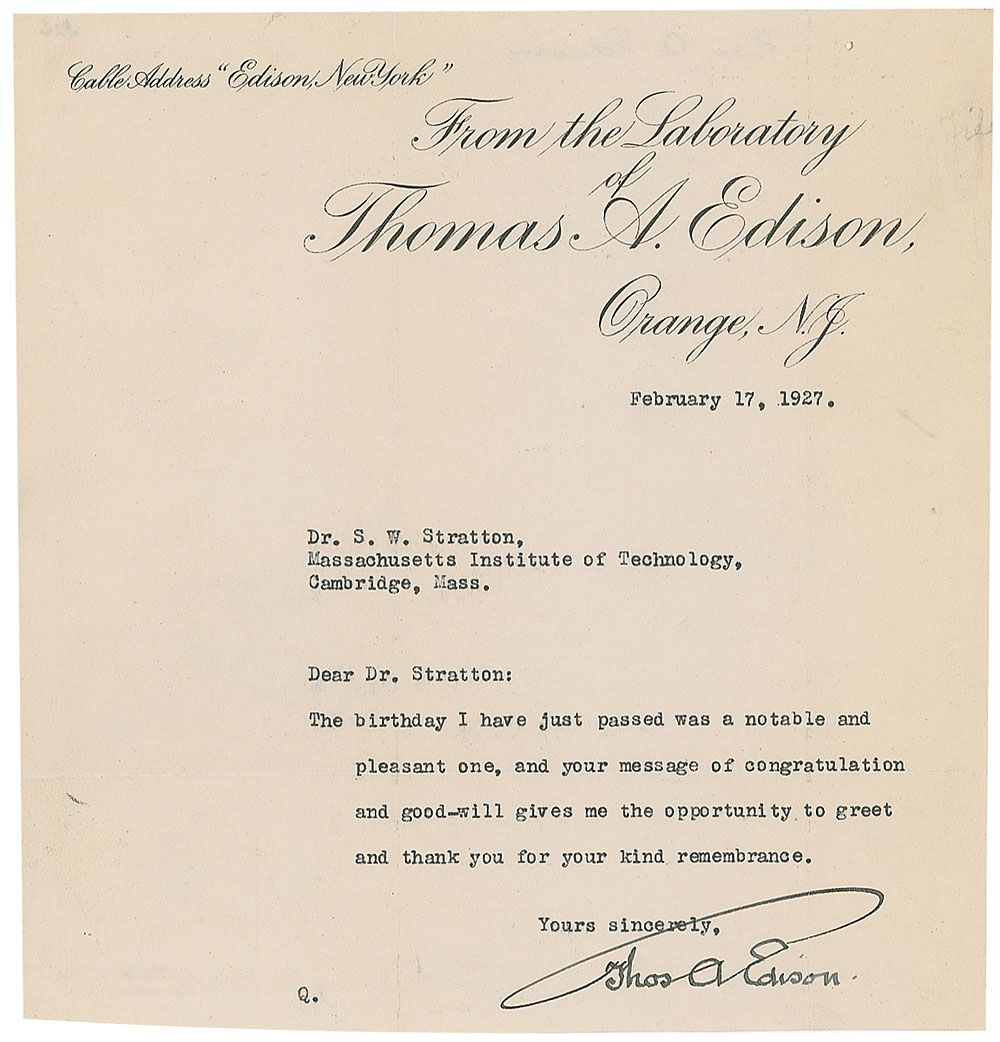 Cable Address "Edison, New York"
From the Laboratory
of
Thomas A. Edison,
Orange, N.J.
February 17, 1927.
Dr. S. W. Stratton,
Massachusetts Institute of Technology,
Cambridge, Mass.
Dear Dr. Stratton:
The birthday I have just passed was a notable and
pleasant one, and your message of congratulation
and good-will gives me the opportunity to greet
and thank you for your kind remembrance.
Yours sincerely,
Thos A Edison.
Q.